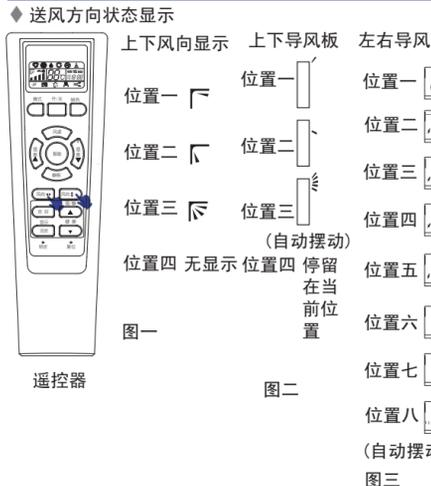 送风方向状态显示
上下风向显示
位置一
位置二
位置三
位置四 无显示
图一
遥控器
上下导风板
位置一
位置二
位置三
(自动摆动)
位置四 停留
在当
前位
置
图二
左右导风
位置一
位置二
位置三
位置四
位置五
位置六
位置七
位置八
(自动摆动
图三